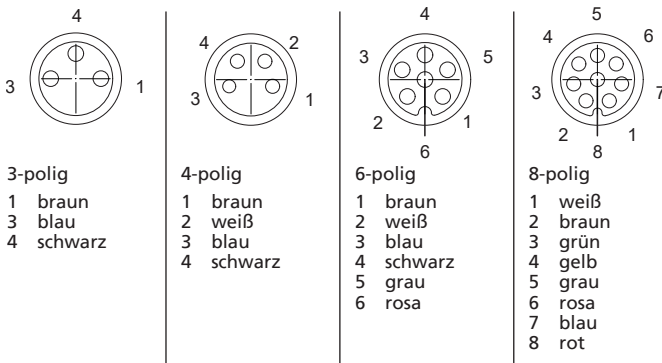 4
3
1
3-polig
1 braun
3 blau
4 schwarz
4
2
3
1
4-polig
1 braun
2 weiß
3 blau
4 schwarz
4
3
5
2
1
6
6-polig
1 braun
2 weiß
3 blau
4 schwarz
5 grau
6 rosa
5
4
6
3
7
2
1
8
8-polig
1 weiß
2 braun
3 grün
4 gelb
5 grau
6 rosa
7 blau
8 rot